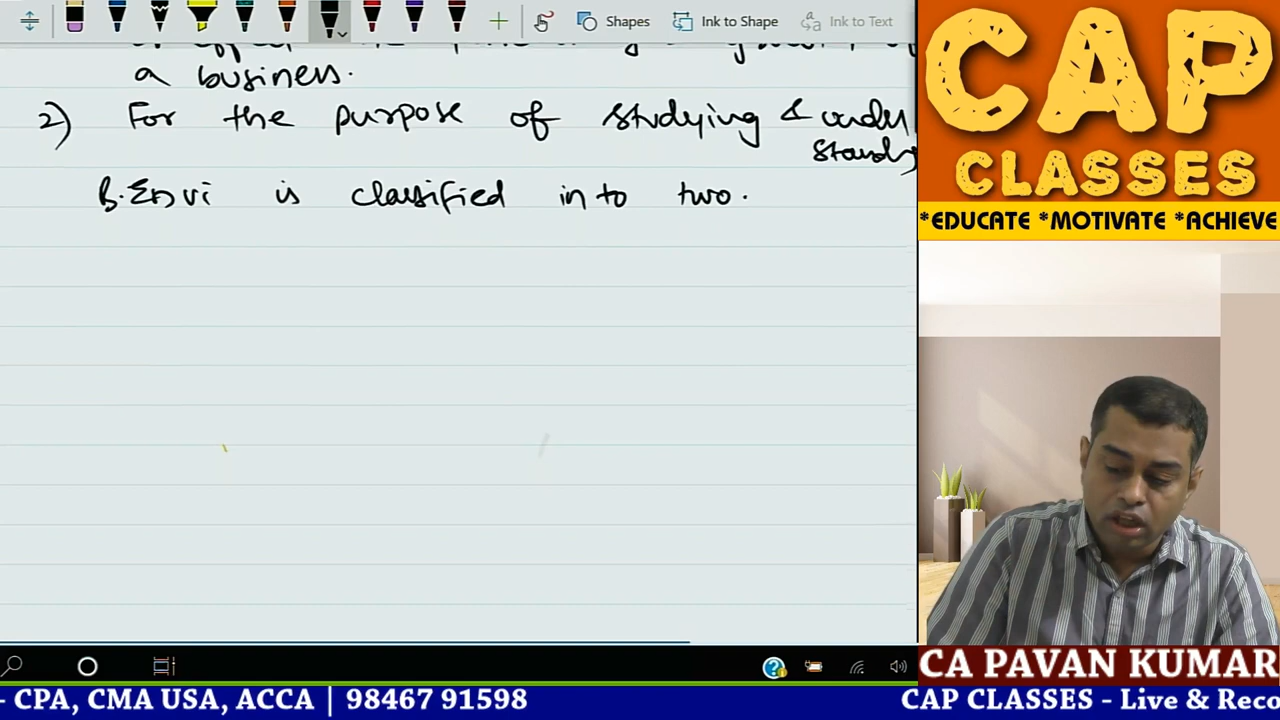 Shapes
Ink to Shape
Ink to Text
a business.
2) For the purpose of studying &
B. Envi is classified in to two.
CAP
CLASSES
*EDUCATE *MOTIVATE *ACHIEVE
CA PAVAN KUMAR
- CPA, CMA USA, ACCA | 98467 91598
CAP CLASSES - Live & Reco